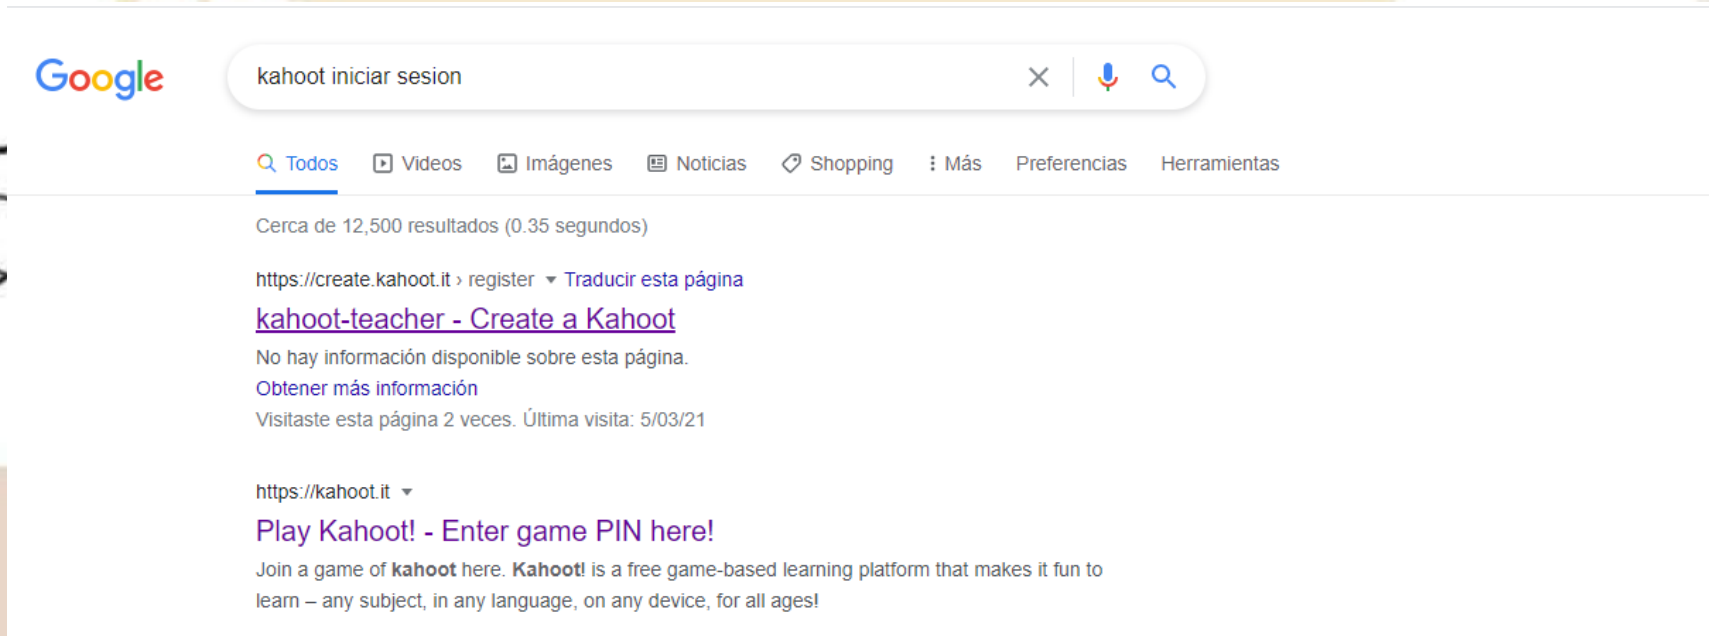 Google
kahoot iniciar sesion
Todos Videos Imágenes Noticias Shopping Más Preferencias Herramientas
Cerca de 12,500 resultados (0.35 segundos)
https://create.kahoot.it › register Traducir esta página
kahoot-teacher - Create a Kahoot
No hay información disponible sobre esta página.
Obtener más información
Visitaste esta página 2 veces. Última visita: 5/03/21
https://kahoot.it
Play Kahoot! - Enter game PIN here!
Join a game of kahoot here. Kahoot! is a free game-based learning platform that makes it fun to
learn – any subject, in any language, on any device, for all ages!